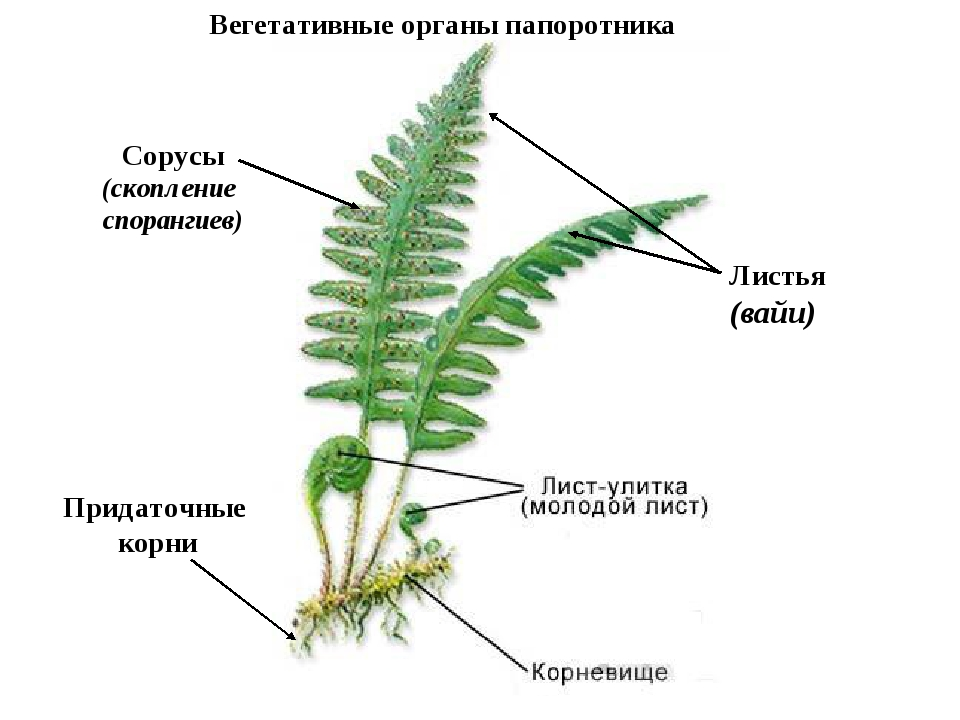 Вегетативные органы папоротника
Сорусы
(скопление
спорангиев)
Листья
(вайи)
Лист-улитка
(молодой лист)
Придаточные
корни
Корневище